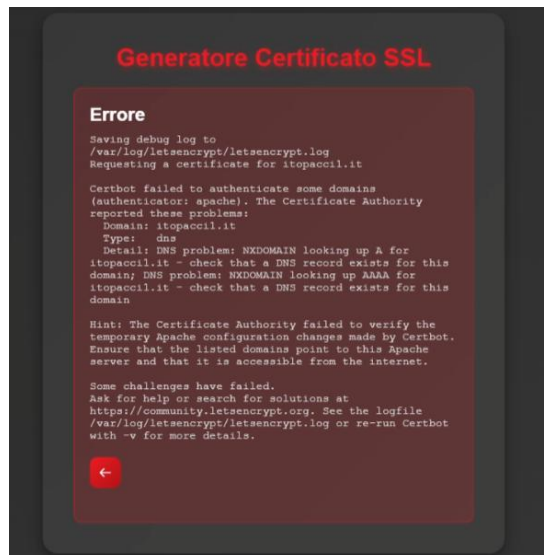 Generatore Certificato SSL
Errore
Saving debug log to
/var/log/letsencrypt/letsencrypt.log
Requesting a certificate for itopaccil.it
Certbot failed to authenticate some domains
(authenticator: apache). The Certificate Authority
reported these problems:
Domain: itopaccil.it
Type: dns
Detail: DNS problem: NXDOMAIN looking up A for
itopaccil.it - check that a DNS record exists for this
domain; DNS problem: NXDOMAIN looking up AAAA for
itopaccil.it - check that a DNS record exists for this
domain
Hint: The Certificate Authority failed to verify the
temporary Apache configuration changes made by Certbot.
Ensure that the listed domains point to this Apache
server and that it is accessible from the internet.
Some challenges have failed.
Ask for help or search for solutions at
https://community.letsencrypt.org. See the logfile
/var/log/letsencrypt/letsencrypt.log or re-run Certbot
with -v for more details.